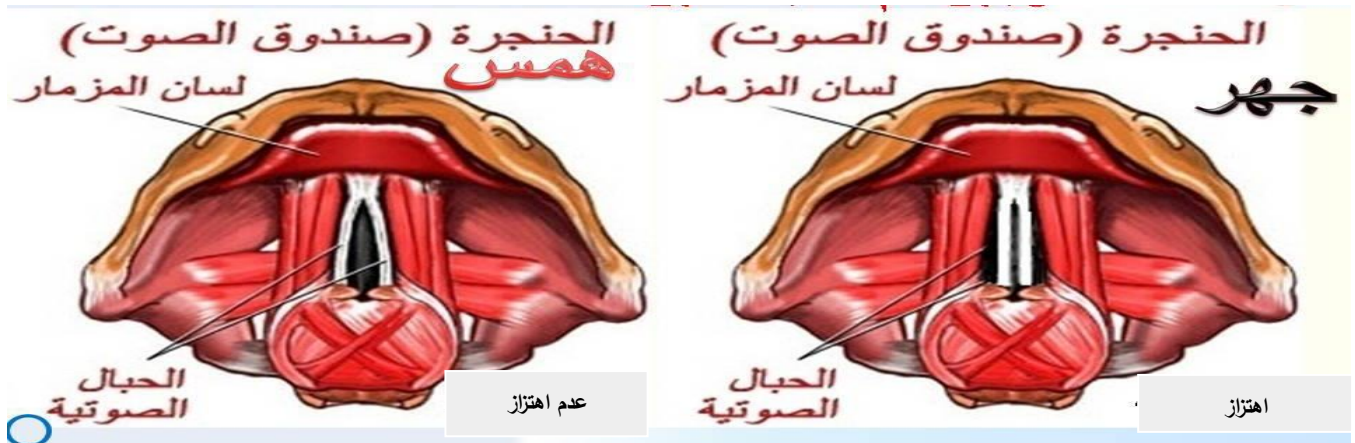 الحنجرة (صندوق الصوت)
جهر
لسان المزمار
الحبال
الصوتية
اهتزاز
الحنجرة (صندوق الصوت)
همس
لسان المزمار
الحبال
الصوتية
عدم اهتزاز